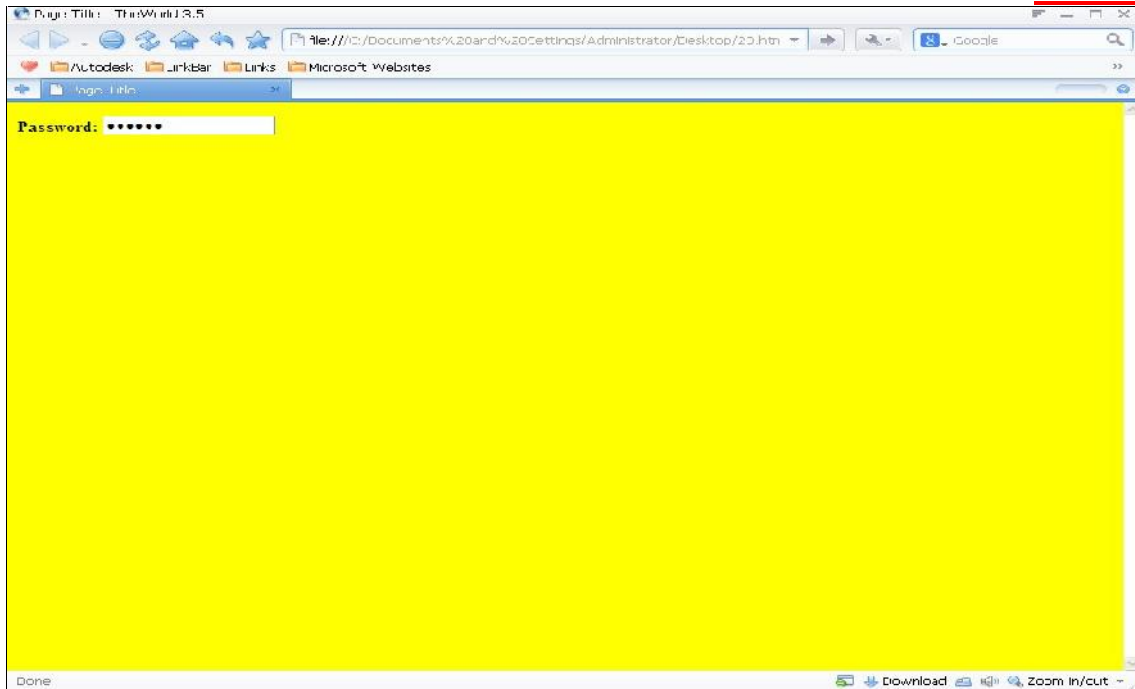 Page Title - TheWorld 3.5
file:///C:/Documents%20and%20Settings/Administrator/Desktop/20.htm
Google
Autodesk LinkBar Links Microsoft Websites
Page Title
Password: ••••••
Done
Download Zoom In/out